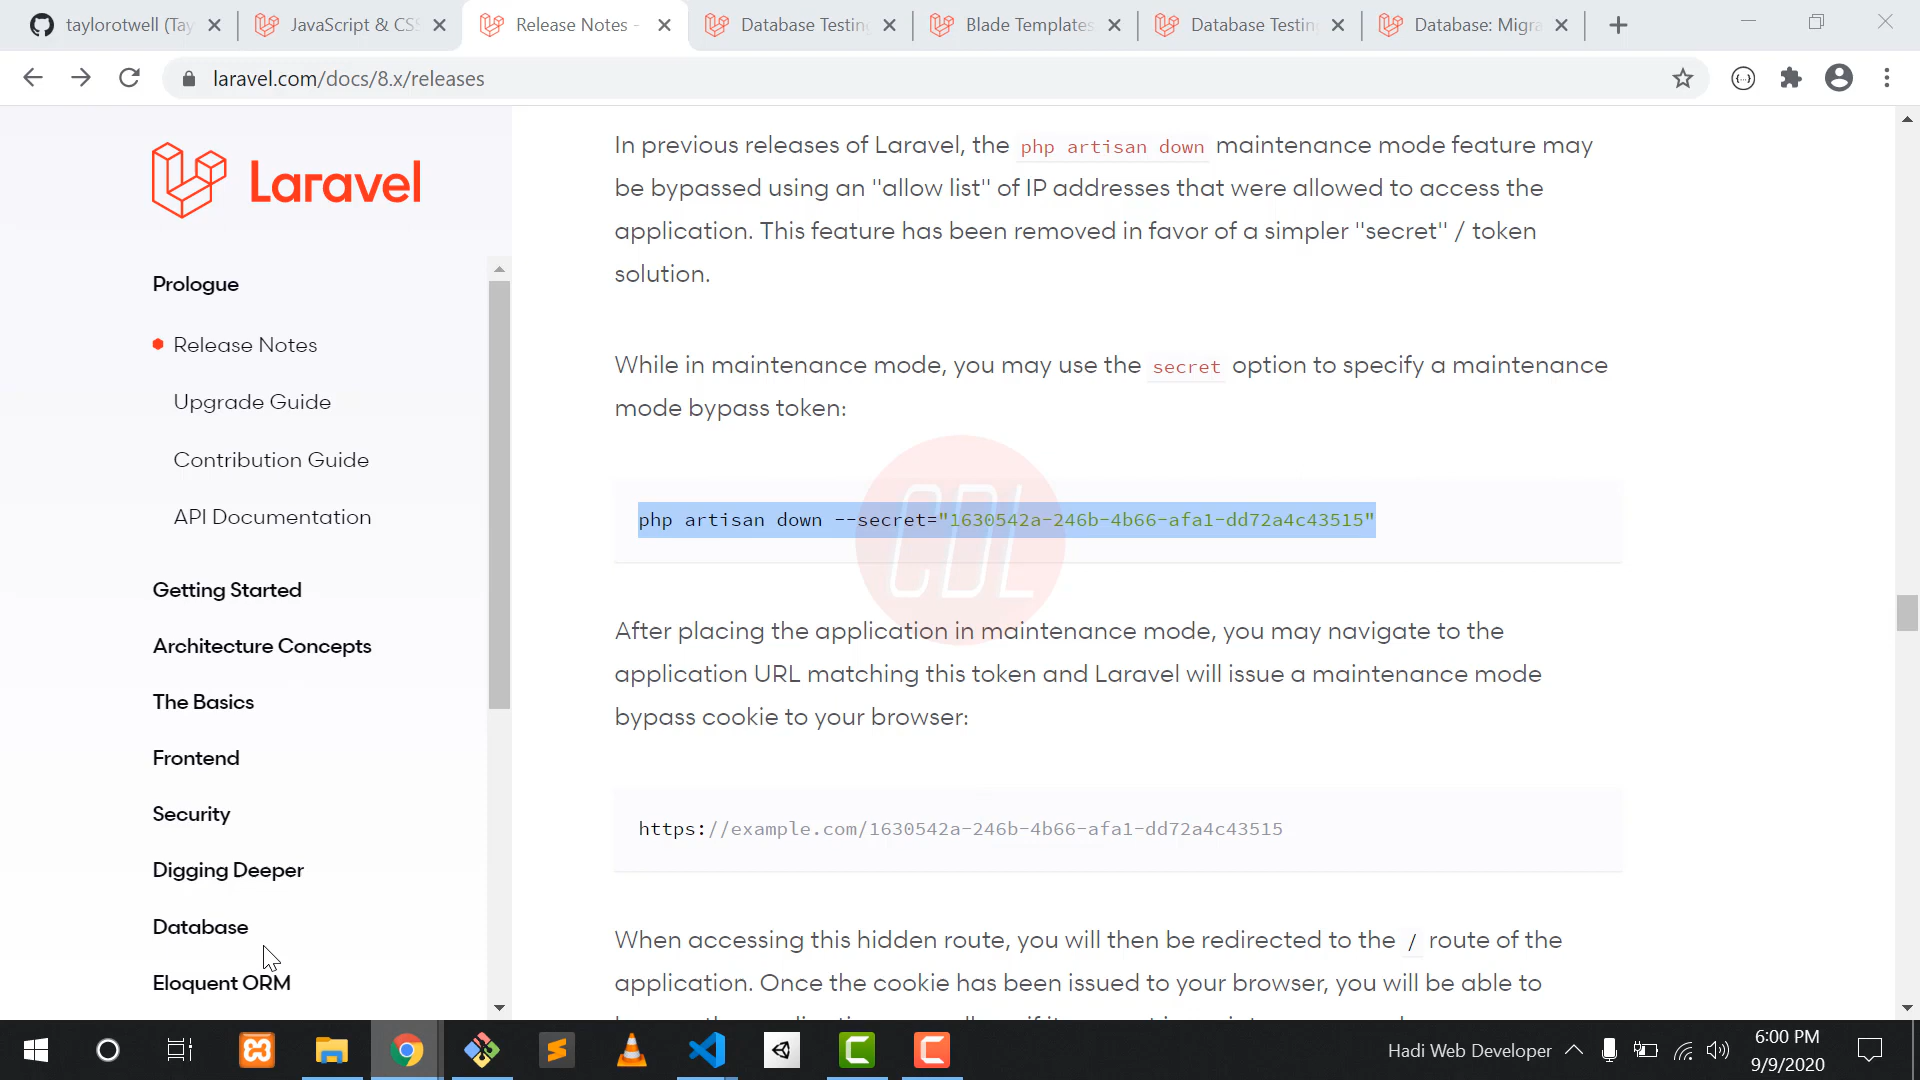 taylorotwell (Tay
JavaScript & CSS
Release Notes -
Database Testing
Blade Templates
Database Testing
Database: Migra
laravel.com/docs/8.x/releases
Laravel
Prologue
Release Notes
Upgrade Guide
Contribution Guide
API Documentation
Getting Started
Architecture Concepts
The Basics
Frontend
Security
Digging Deeper
Database
Eloquent ORM
In previous releases of Laravel, the php artisan down maintenance mode feature may
be bypassed using an "allow list" of IP addresses that were allowed to access the
application. This feature has been removed in favor of a simpler "secret" / token
solution.
While in maintenance mode, you may use the secret option to specify a maintenance
mode bypass token:
php artisan down --secret="1630542a-246b-4b66-afa1-dd72a4c43515"
CDL
After placing the application in maintenance mode, you may navigate to the
application URL matching this token and Laravel will issue a maintenance mode
bypass cookie to your browser:
https://example.com/1630542a-246b-4b66-afa1-dd72a4c43515
When accessing this hidden route, you will then be redirected to the / route of the
application. Once the cookie has been issued to your browser, you will be able to
Hadi Web Developer
6:00 PM
9/9/2020